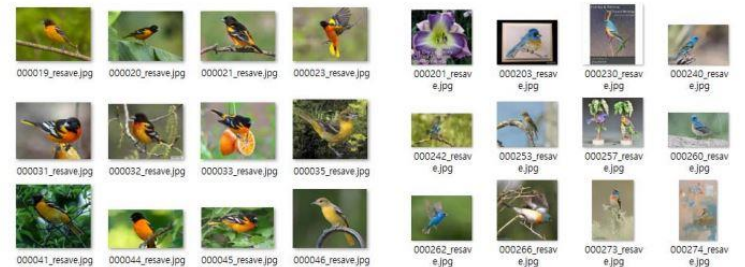 000019_resave.jpg 000020_resave.jpg 000021_resave.jpg 000023_resave.jpg
000031_resave.jpg 000032_resave.jpg 000033_resave.jpg 000035_resave.jpg
000041_resave.jpg 000044_resave.jpg 000045_resave.jpg 000046_resave.jpg
000201_resav 000203_resav 000230_resav 000240_resav
e.jpg e.jpg e.jpg e.jpg
000242_resav 000253_resav 000257_resav 000260_resav
e.jpg e.jpg e.jpg e.jpg
000262_resav 000266_resav 000273_resav 000274_resav
e.jpg e.jpg e.jpg e.jpg